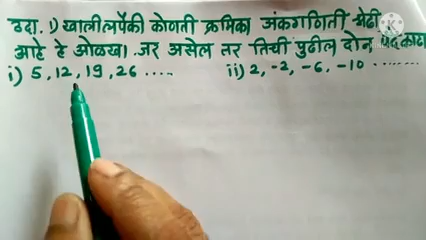 उदा. 1) खालीलपैकी कोणती क्रमिका अंकगणिती श्रेढी
आहे हे ओळखा. जर असेल तर तिची पुढील दोन पदे काढा
i) 5, 12, 19, 26 .....
ii) 2, -2, -6, -10 ........